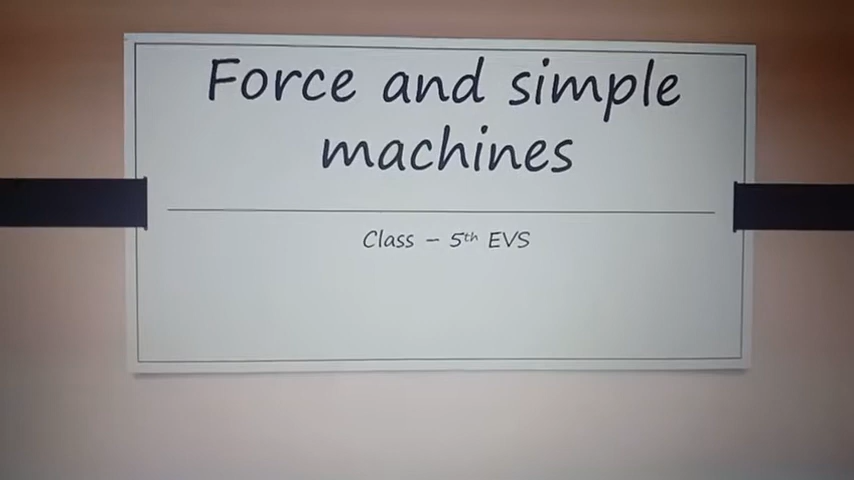 Force and simple
machines
Class – 5th EVS